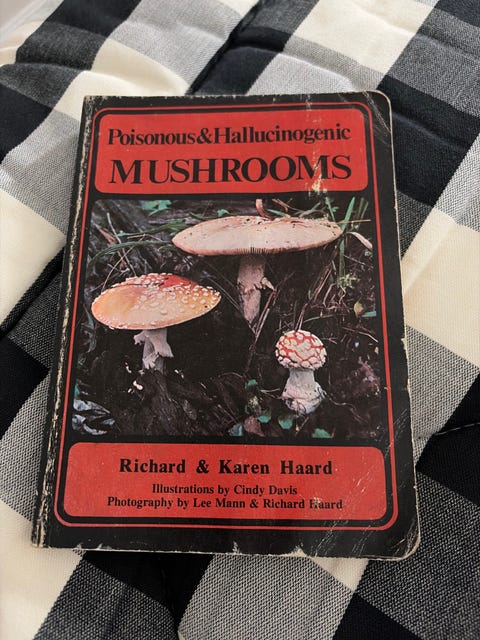 Poisonous&Hallucinogenic
MUSHROOMS
Richard & Karen Haard
Illustrations by Cindy Davis
Photography by Lee Mann & Richard Haard